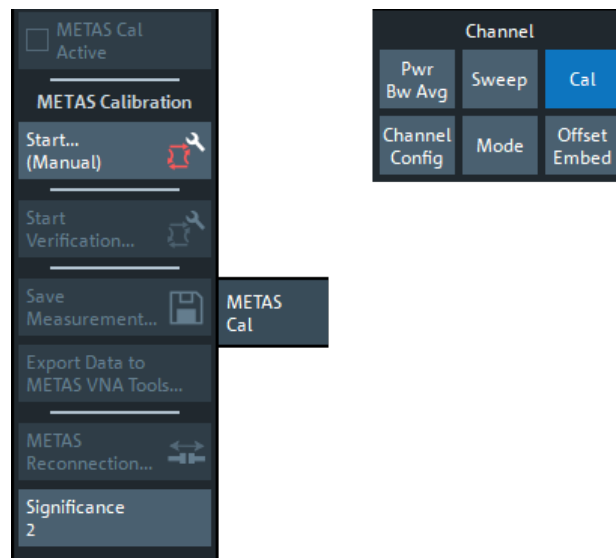 METAS Cal
Active
METAS Calibration
Start...
(Manual)
Start
Verification...
Save
Measurement...
Export Data to
METAS VNA Tools...
METAS
Reconnection...
Significance
2
METAS
Cal
Channel
Pwr
Bw Avg
Sweep
Cal
Channel
Config
Mode
Offset
Embed